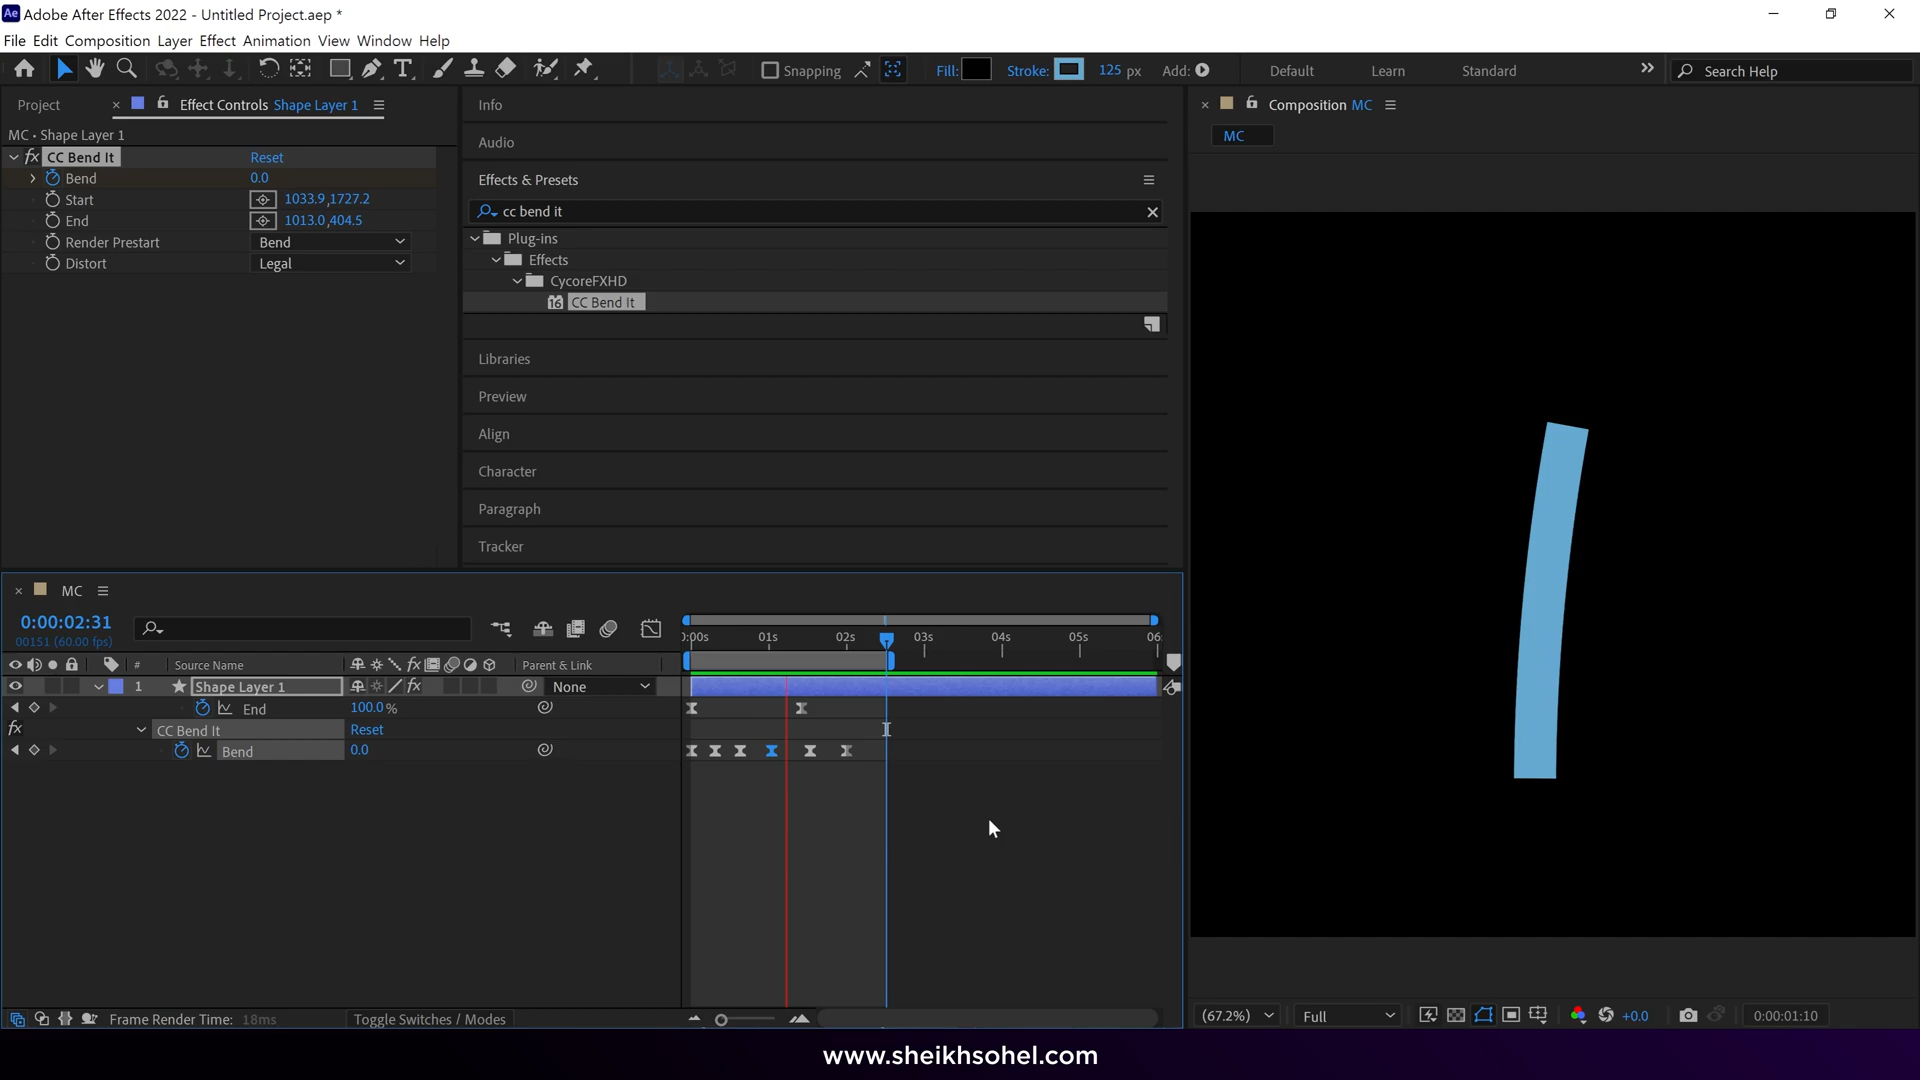 Adobe After Effects 2022 - Untitled Project.aep *
File Edit Composition Layer Effect Animation View Window Help
Snapping
Fill: Stroke: 125 px Add:
Default Learn Standard
Search Help
Project
Effect Controls Shape Layer 1
MC • Shape Layer 1
fx CC Bend It Reset
Bend 0.0
Start 1033.9,1727.2
End 1013.0,404.5
Render Prestart Bend
Distort Legal
Info
Audio
Effects & Presets
cc bend it
Plug-ins
Effects
CycoreFXHD
16 CC Bend It
Libraries
Preview
Align
Character
Paragraph
Tracker
Composition MC
MC
MC
0:00:02:31
00151 (60.00 fps)
0:00s 01s 02s 03s 04s 05s 06
# Source Name fx Parent & Link
1 Shape Layer 1 fx None
End 100.0 %
fx CC Bend It Reset
Bend 0.0
Frame Render Time: 18ms
Toggle Switches / Modes
(67.2%) Full +0.0 0:00:01:10
www.sheikhsohel.com